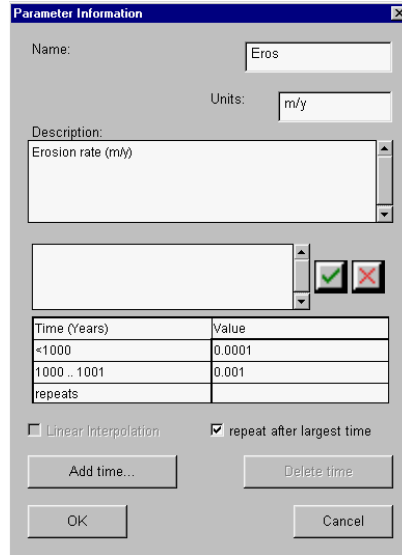 Parameter Information
Name: Eros
Units: m/y
Description:
Erosion rate (m/y)
Time (Years) Value
<1000 0.0001
1000 .. 1001 0.001
repeats
Linear Interpolation repeat after largest time
Add time... Delete time
OK Cancel